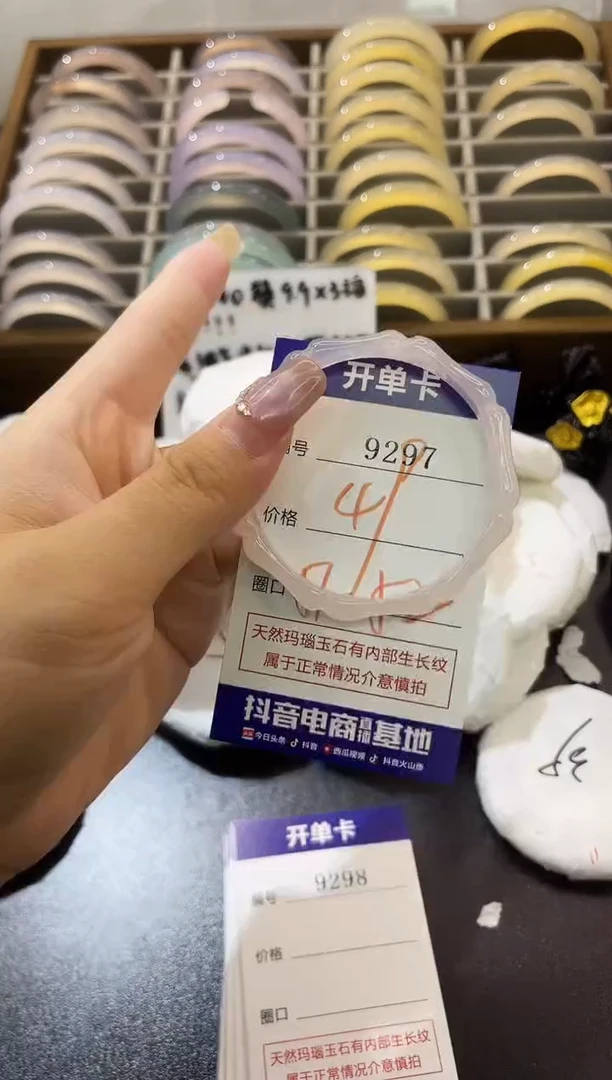 9.9x3福
开单卡
号 9297
价格
圈口
天然玛瑙玉石有内部生长纹
属于正常情况介意慎拍
抖音电商直播基地
今日头条 抖音 西瓜视频 抖音火山版
开单卡
编号 9298
价格
圈口
天然玛瑙玉石有内部生长纹
属于正常情况介意慎拍